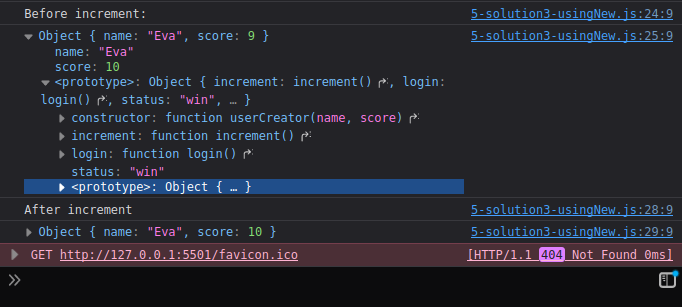 Before increment: 5-solution3-usingNew.js:24:9
Object { name: "Eva", score: 9 } 5-solution3-usingNew.js:25:9
name: "Eva"
score: 10
<prototype>: Object { increment: increment(), login:
login(), status: "win", … }
constructor: function userCreator(name, score)
increment: function increment()
login: function login()
status: "win"
<prototype>: Object { … }
After increment 5-solution3-usingNew.js:28:9
Object { name: "Eva", score: 10 } 5-solution3-usingNew.js:29:9
GET http://127.0.0.1:5501/favicon.ico [HTTP/1.1 404 Not Found 0ms]